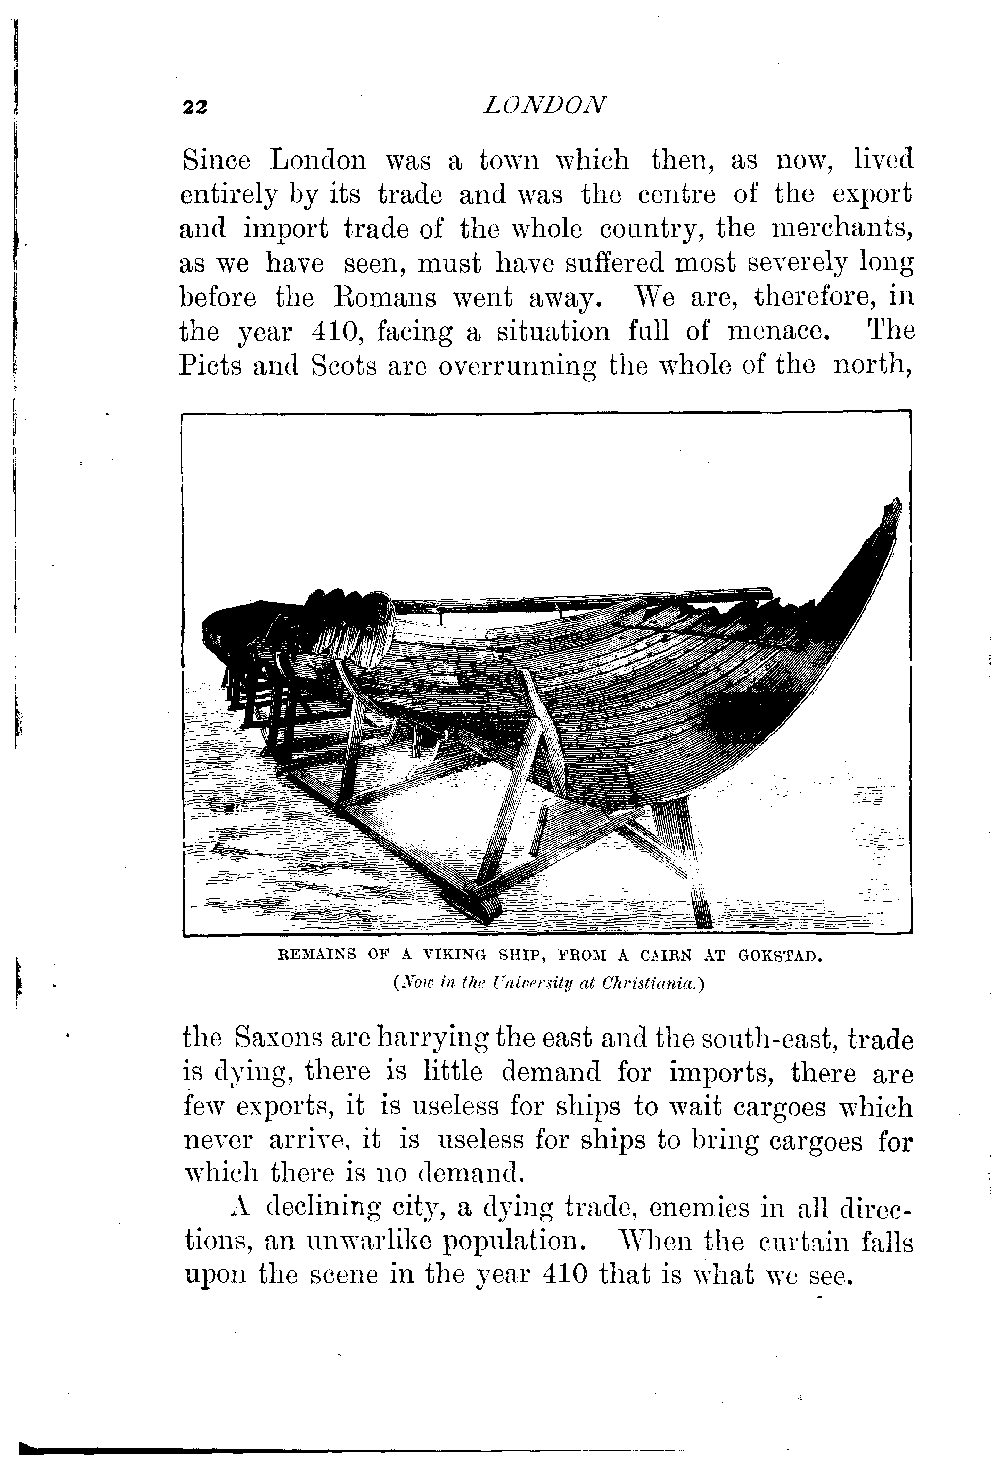 22 LONDON
Since London was a town which then, as now, lived
entirely by its trade and was the centre of the export
and import trade of the whole country, the merchants,
as we have seen, must have suffered most severely long
before the Romans went away. We are, therefore, in
the year 410, facing a situation full of menace. The
Picts and Scots are overrunning the whole of the north,
REMAINS OF A VIKING SHIP, FROM A CAIRN AT GOKSTAD.
(Now in the University at Christiania.)
the Saxons are harrying the east and the south-east, trade
is dying, there is little demand for imports, there are
few exports, it is useless for ships to wait cargoes which
never arrive, it is useless for ships to bring cargoes for
which there is no demand.
A declining city, a dying trade, enemies in all direc-
tions, an unwarlike population. When the curtain falls
upon the scene in the year 410 that is what we see.